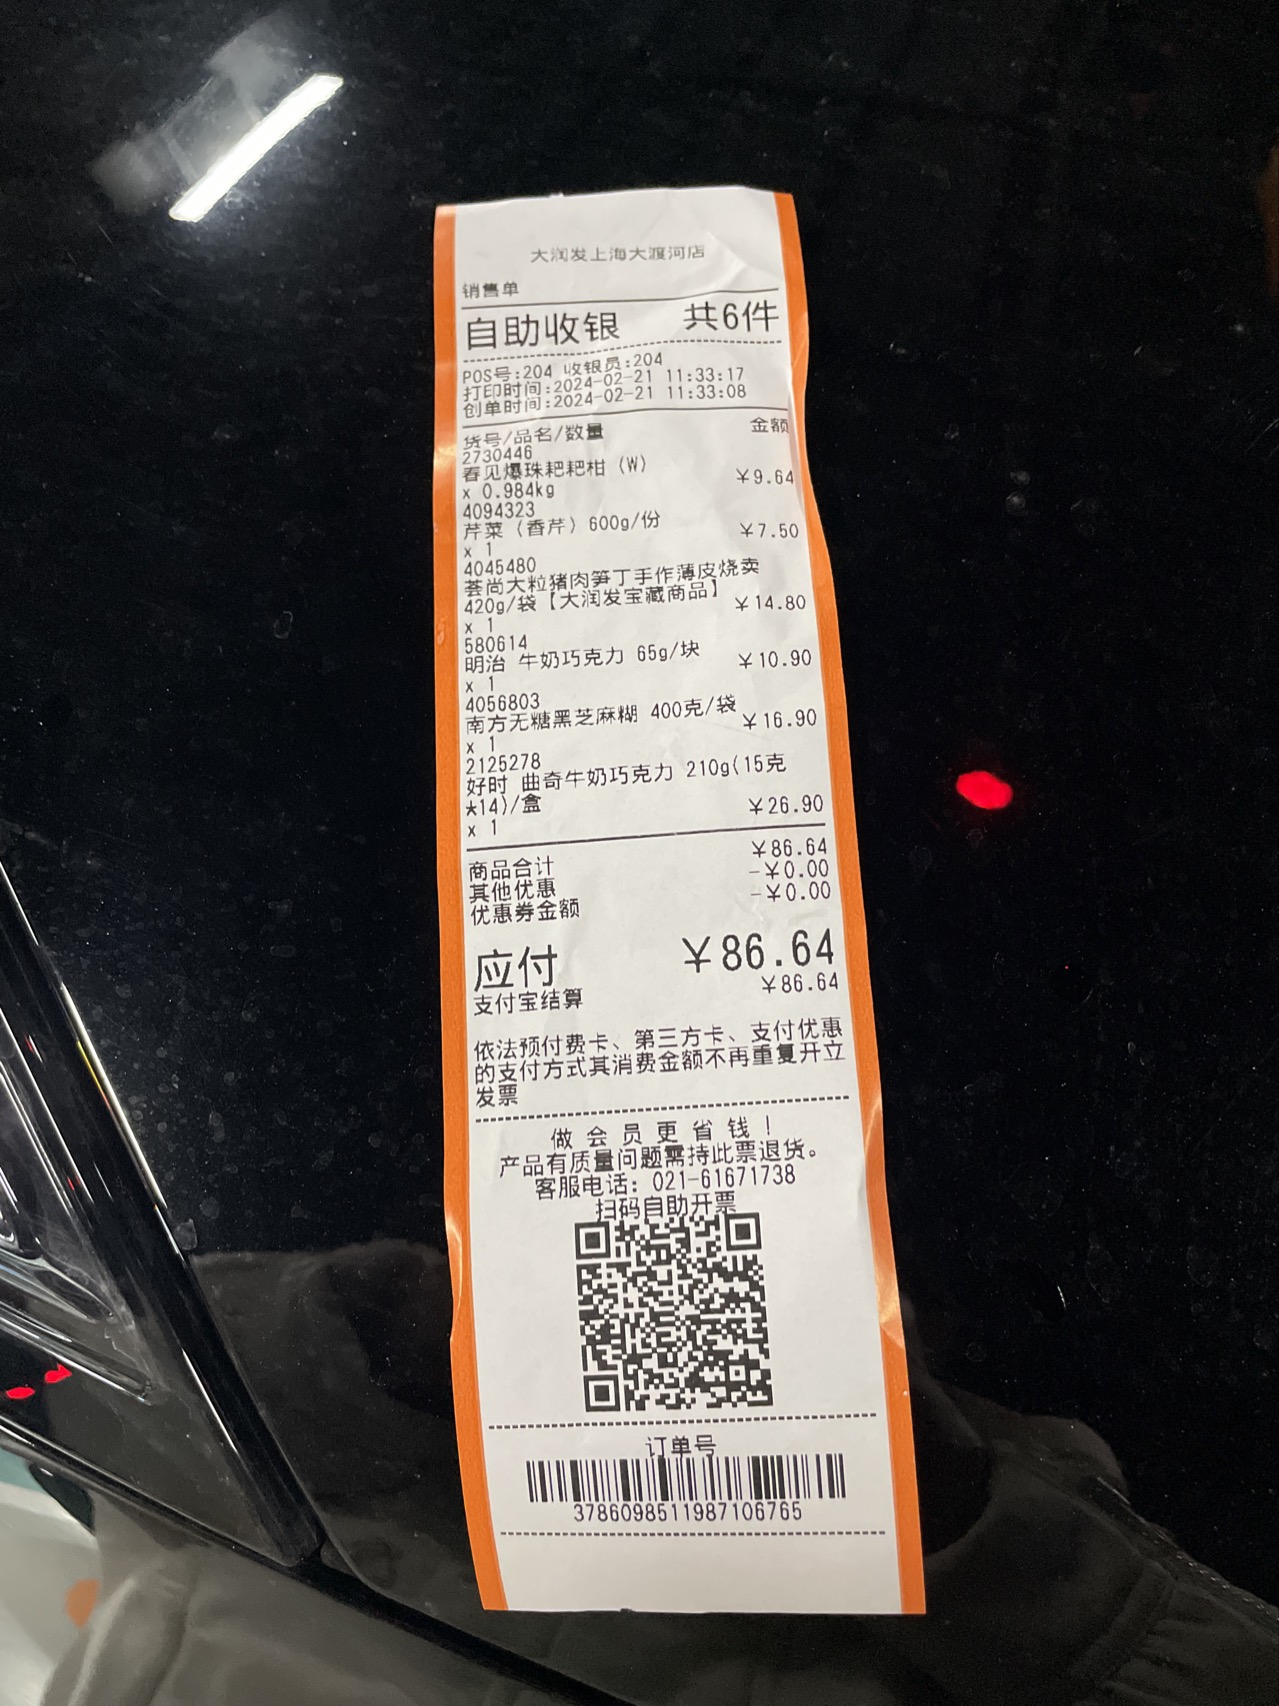 大润发上海大渡河店
销售单
自助收银 共6件
POS号:204 收银员:204
打印时间:2024-02-21 11:33:17
创单时间:2024-02-21 11:33:08
货号/品名/数量 金额
2730446
春见爆珠耙耙柑（W）
x 0.984kg ￥9.64
4094323
芹菜（香芹）600g/份
x 1 ￥7.50
4045480
荟尚大粒猪肉笋丁手作薄皮烧卖
420g/袋【大润发宝藏商品】
x 1 ￥14.80
580614
明治 牛奶巧克力 65g/块
x 1 ￥10.90
4056803
南方无糖黑芝麻糊 400克/袋
x 1 ￥16.90
2125278
好时 曲奇牛奶巧克力 210g(15克
*14)/盒
x 1 ￥26.90
商品合计 ￥86.64
其他优惠 -￥0.00
优惠券金额 -￥0.00
应付 ￥86.64
支付宝结算 ￥86.64
依法预付费卡、第三方卡、支付优惠
的支付方式其消费金额不再重复开立
发票
做会员更省钱！
产品有质量问题需持此票退货。
客服电话：021-61671738
扫码自助开票
订单号
3786098511987106765